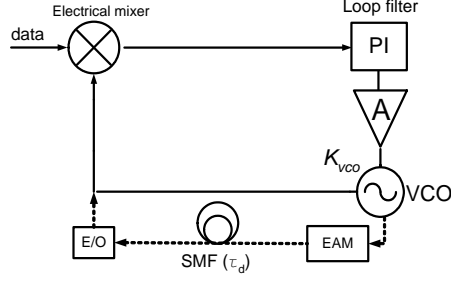 Electrical mixer
Loop filter
data
PI
A
Kvco
VCO
E/O
SMF (τd)
EAM